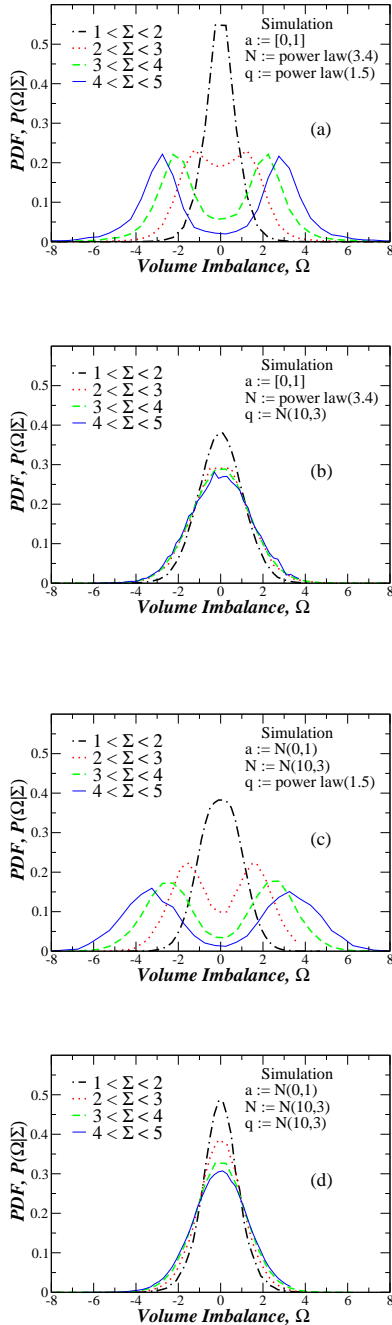 Simulation
a := [0,1]
N := power law(3.4)
q := power law(1.5)
1 < Σ < 2
2 < Σ < 3
3 < Σ < 4
4 < Σ < 5
(a)
0.5
0.4
0.3
0.2
0.1
0
PDF, P(Ω|Σ)
-8 -6 -4 -2 0 2 4 6 8
Volume Imbalance, Ω
Simulation
a := [0,1]
N := power law(3.4)
q := N(10,3)
1 < Σ < 2
2 < Σ < 3
3 < Σ < 4
4 < Σ < 5
(b)
0.5
0.4
0.3
0.2
0.1
0
PDF, P(Ω|Σ)
-8 -6 -4 -2 0 2 4 6 8
Volume Imbalance, Ω
Simulation
a := N(0,1)
N := N(10,3)
q := power law(1.5)
1 < Σ < 2
2 < Σ < 3
3 < Σ < 4
4 < Σ < 5
(c)
0.5
0.4
0.3
0.2
0.1
0
PDF, P(Ω|Σ)
-8 -6 -4 -2 0 2 4 6 8
Volume Imbalance, Ω
Simulation
a := N(0,1)
N := N(10,3)
q := N(10,3)
1 < Σ < 2
2 < Σ < 3
3 < Σ < 4
4 < Σ < 5
(d)
0.5
0.4
0.3
0.2
0.1
0
PDF, P(Ω|Σ)
-8 -6 -4 -2 0 2 4 6 8
Volume Imbalance, Ω